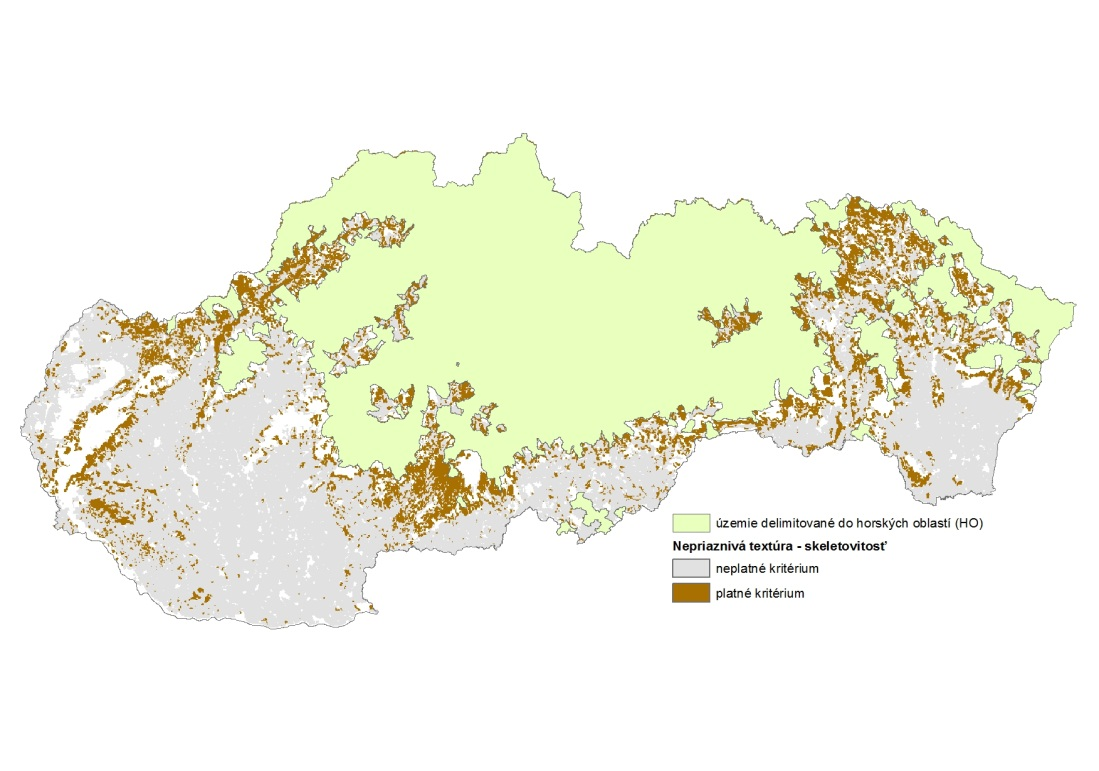 územie delimitované do horských oblastí (HO)
Nepriaznivá textúra - skeletovitosť
neplatné kritérium
platné kritérium